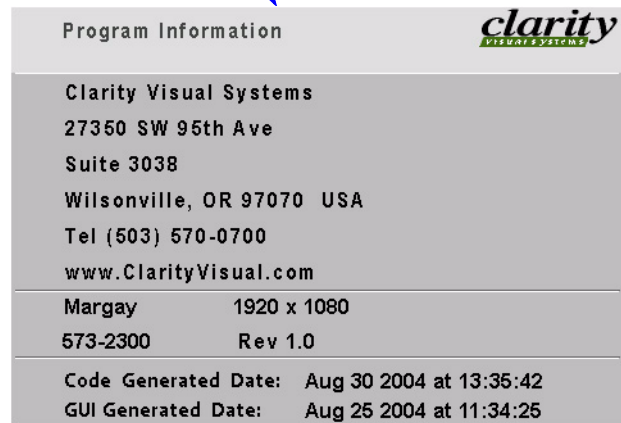 Program Information
clarity
VISUAL SYSTEMS
Clarity Visual Systems
27350 SW 95th Ave
Suite 3038
Wilsonville, OR 97070 USA
Tel (503) 570-0700
www.ClarityVisual.com
Margay 1920 x 1080
573-2300 Rev 1.0
Code Generated Date: Aug 30 2004 at 13:35:42
GUI Generated Date: Aug 25 2004 at 11:34:25